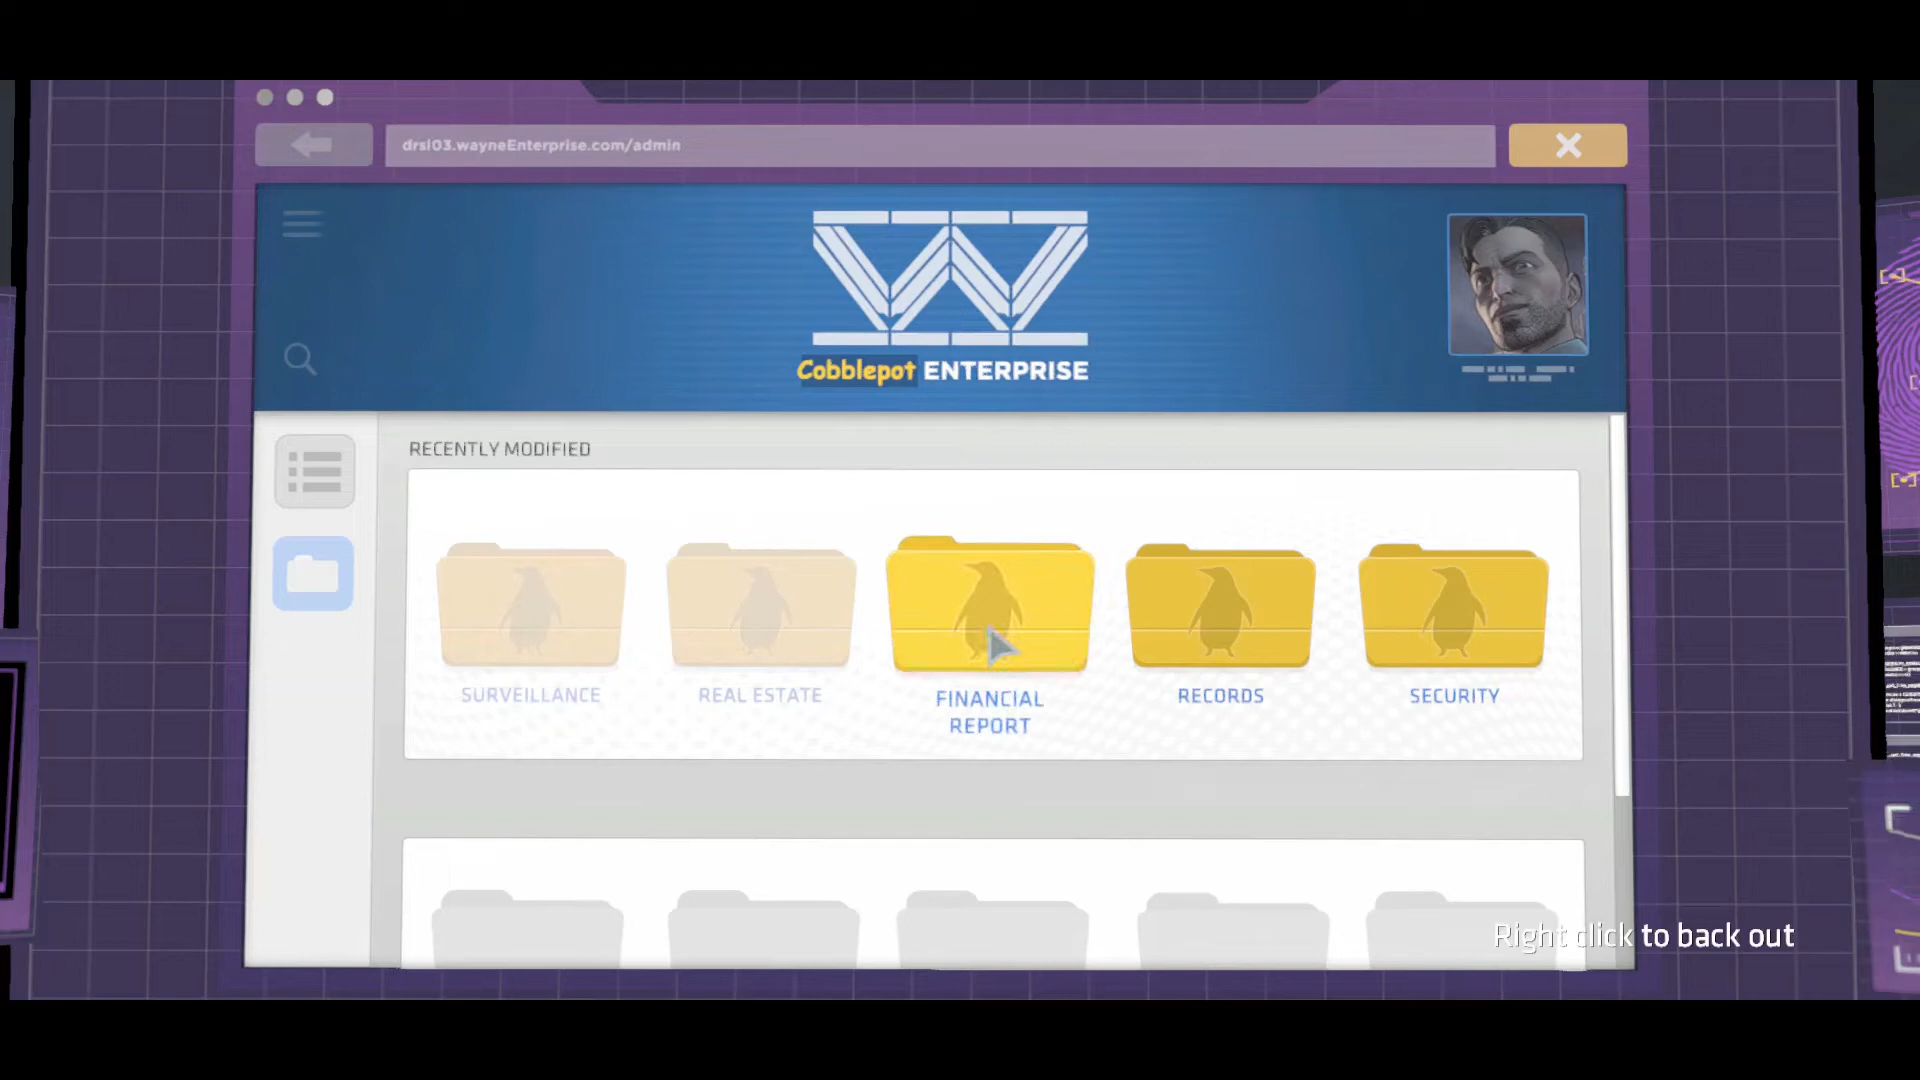 drsl03.wayneEnterprise.com/admin
Cobblepot ENTERPRISE
RECENTLY MODIFIED
SURVEILLANCE
REAL ESTATE
FINANCIAL
REPORT
RECORDS
SECURITY
Right click to back out